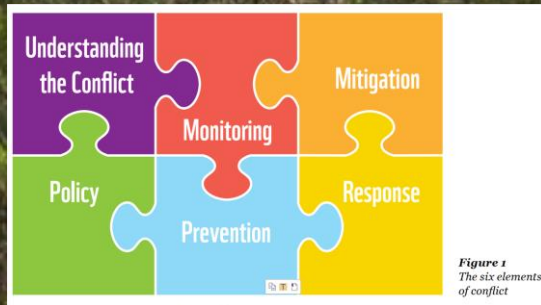 Understanding
the Conflict
Monitoring
Mitigation
Policy
Prevention
Response
Figure 1
The six elements
of conflict